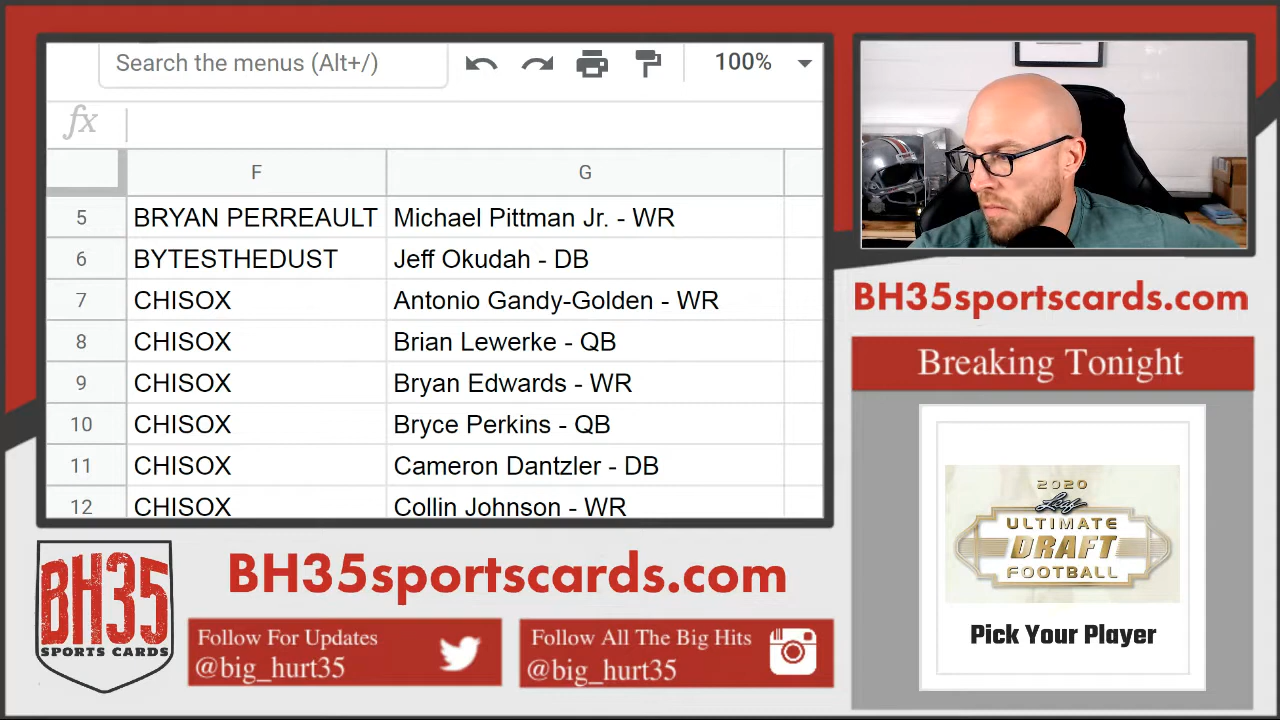 Search the menus (Alt+/)
100%
fx
F G
5 BRYAN PERREAULT Michael Pittman Jr. - WR
6 BYTESTHEDUST Jeff Okudah - DB
7 CHISOX Antonio Gandy-Golden - WR
8 CHISOX Brian Lewerke - QB
9 CHISOX Bryan Edwards - WR
10 CHISOX Bryce Perkins - QB
11 CHISOX Cameron Dantzler - DB
12 CHISOX Collin Johnson - WR
BH35sportscards.com
Breaking Tonight
2020
Leaf
ULTIMATE
DRAFT
FOOTBALL
Pick Your Player
BH35
SPORTS CARDS
BH35sportscards.com
Follow For Updates
@big_hurt35
Follow All The Big Hits
@big_hurt35